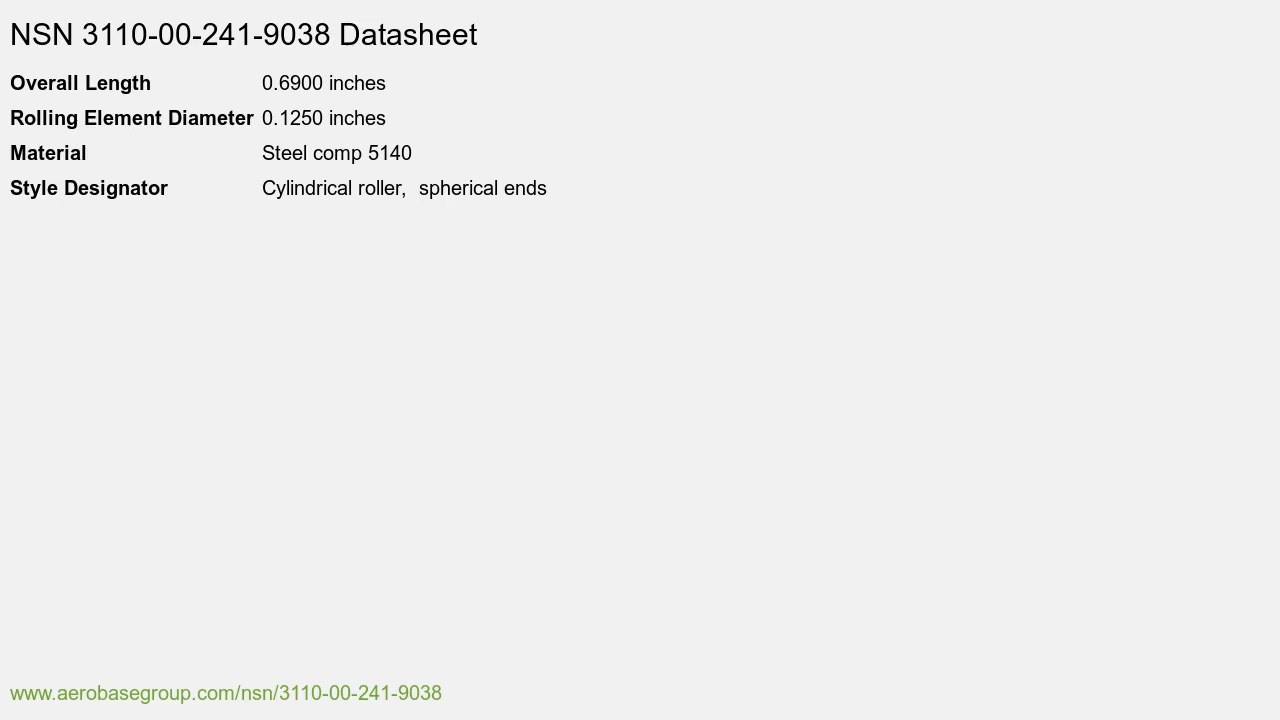 NSN 3110-00-241-9038 Datasheet
Overall Length 0.6900 inches
Rolling Element Diameter 0.1250 inches
Material Steel comp 5140
Style Designator Cylindrical roller,  spherical ends
www.aerobasegroup.com/nsn/3110-00-241-9038